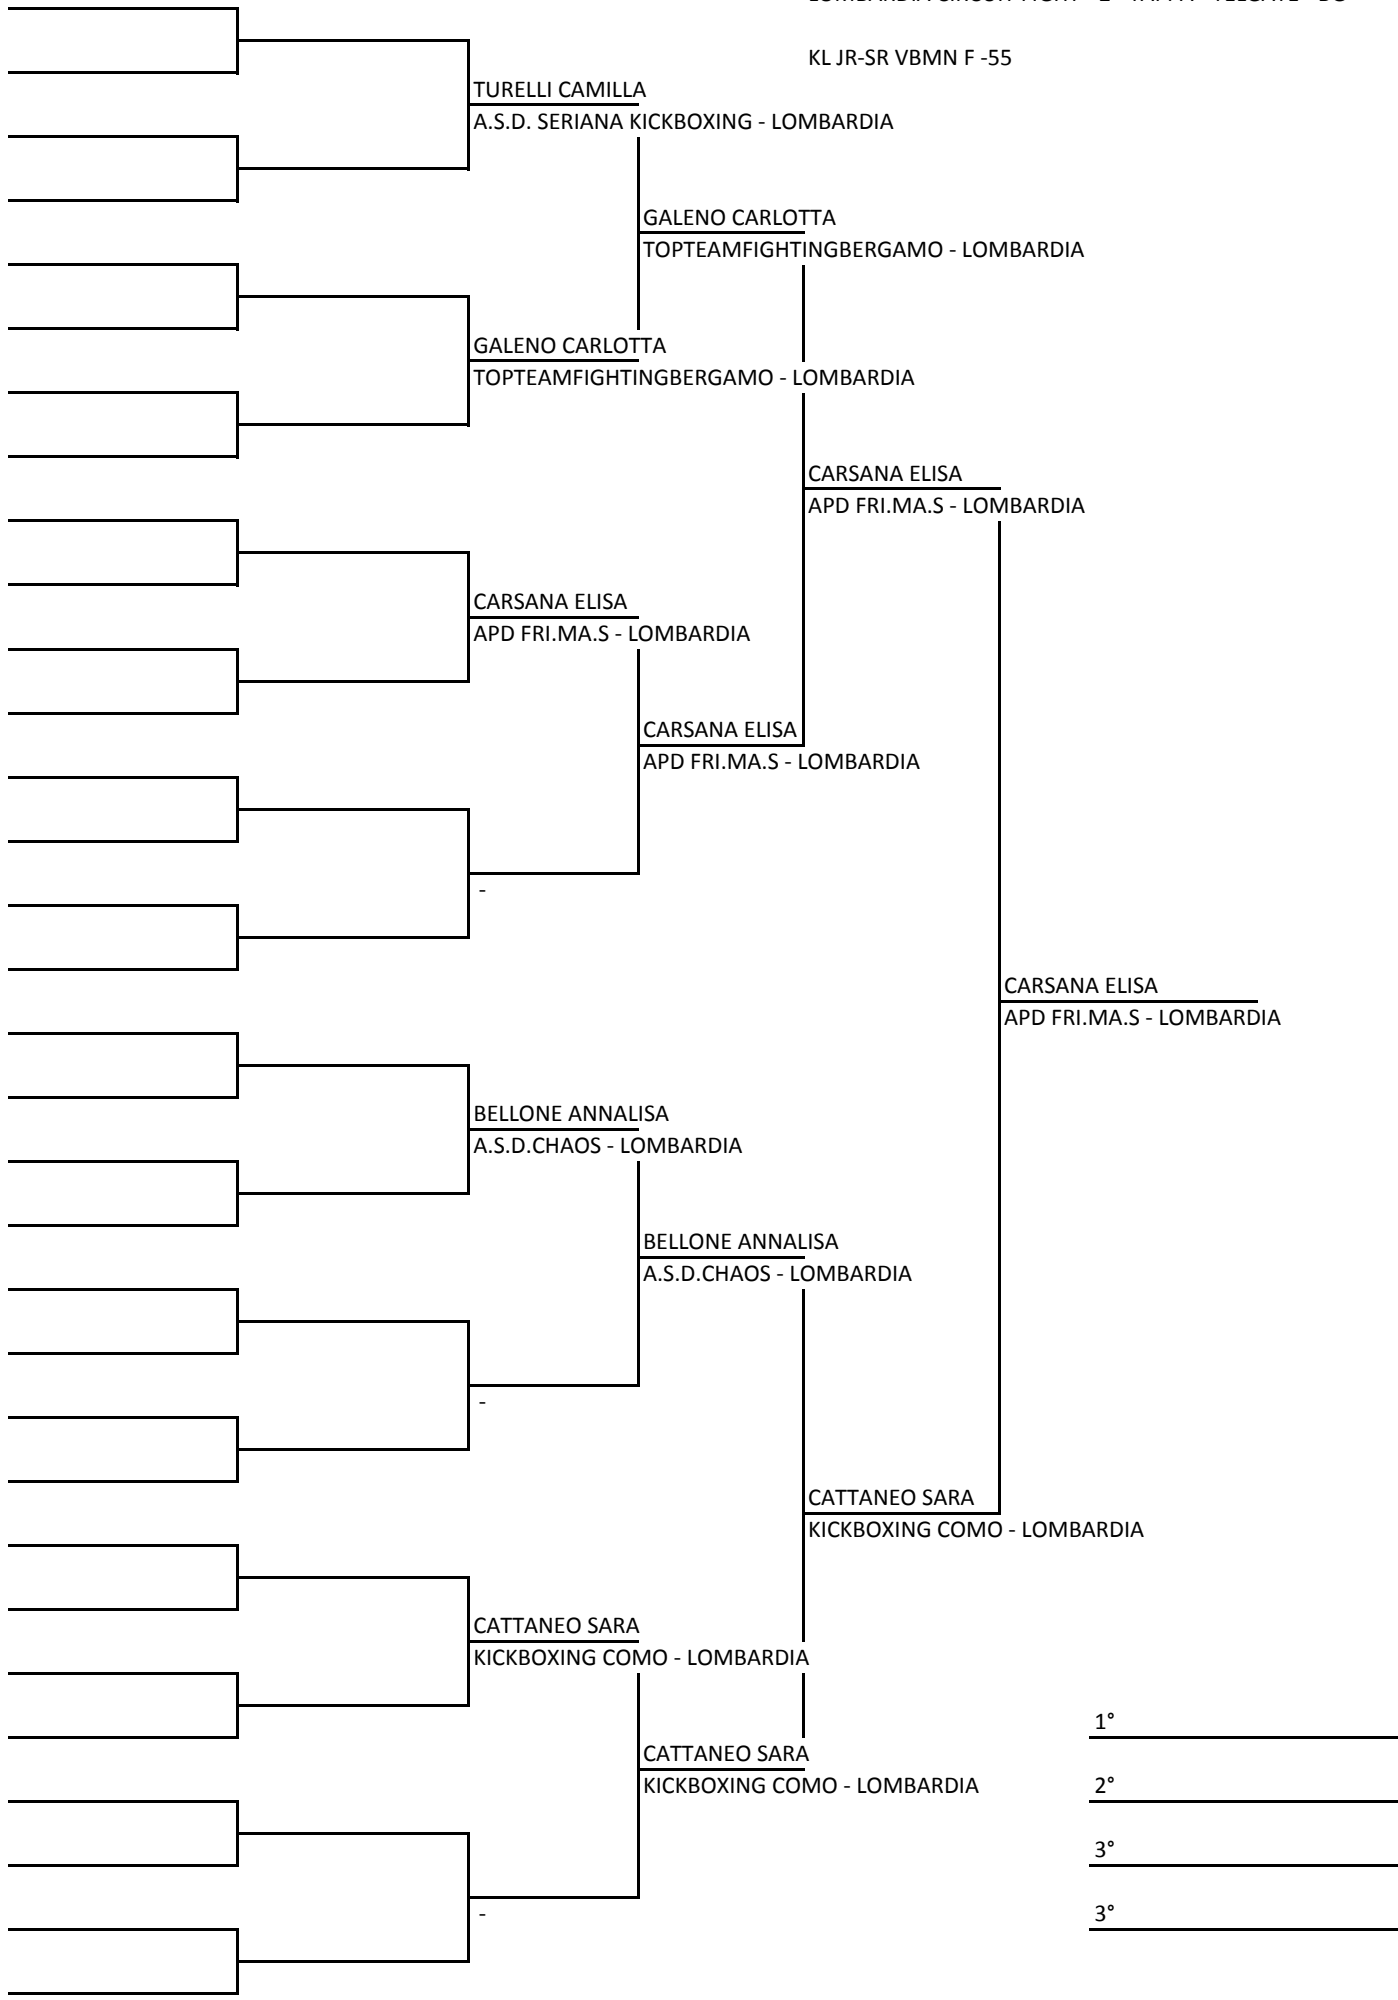 KL JR-SR VBMN F -55
TURELLI CAMILLA
A.S.D. SERIANA KICKBOXING - LOMBARDIA
GALENO CARLOTTA
TOPTEAMFIGHTINGBERGAMO - LOMBARDIA
GALENO CARLOTTA
TOPTEAMFIGHTINGBERGAMO - LOMBARDIA
CARSANA ELISA
APD FRI.MA.S - LOMBARDIA
CARSANA ELISA
APD FRI.MA.S - LOMBARDIA
CARSANA ELISA
APD FRI.MA.S - LOMBARDIA
-
CARSANA ELISA
APD FRI.MA.S - LOMBARDIA
BELLONE ANNALISA
A.S.D.CHAOS - LOMBARDIA
BELLONE ANNALISA
A.S.D.CHAOS - LOMBARDIA
-
CATTANEO SARA
KICKBOXING COMO - LOMBARDIA
CATTANEO SARA
KICKBOXING COMO - LOMBARDIA
1°
CATTANEO SARA
KICKBOXING COMO - LOMBARDIA
2°
3°
-
3°